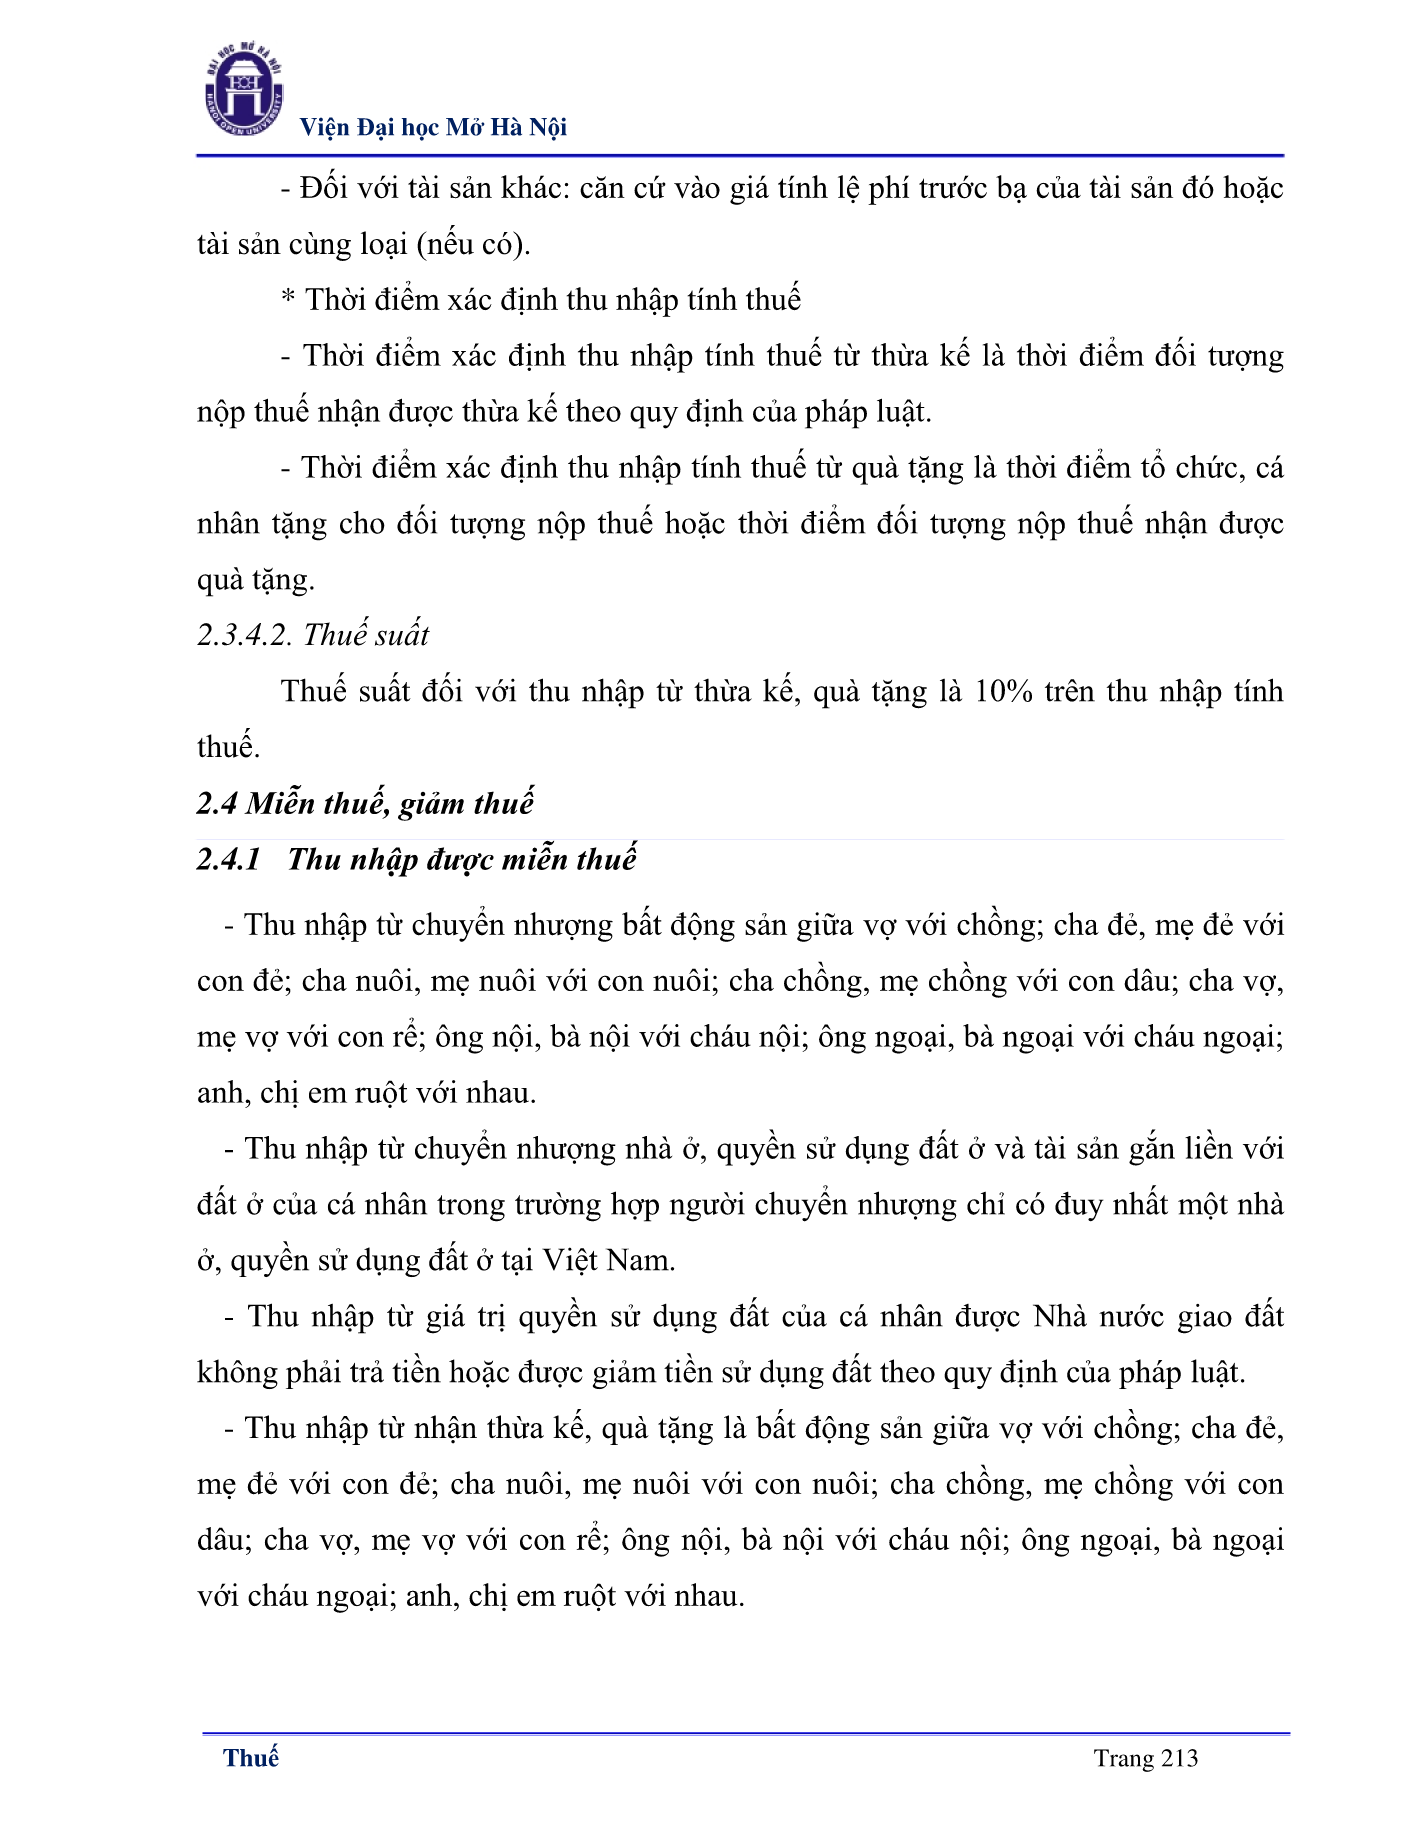 ĐẠI HỌC MỞ HÀ NỘI
HANOI OPEN UNIVERSITY
Viện Đại học Mở Hà Nội
- Đối với tài sản khác: căn cứ vào giá tính lệ phí trước bạ của tài sản đó hoặc
tài sản cùng loại (nếu có).
* Thời điểm xác định thu nhập tính thuế
- Thời điểm xác định thu nhập tính thuế từ thừa kế là thời điểm đối tượng
nộp thuế nhận được thừa kế theo quy định của pháp luật.
- Thời điểm xác định thu nhập tính thuế từ quà tặng là thời điểm tổ chức, cá
nhân tặng cho đối tượng nộp thuế hoặc thời điểm đối tượng nộp thuế nhận được
quà tặng.
2.3.4.2. Thuế suất
Thuế suất đối với thu nhập từ thừa kế, quà tặng là 10% trên thu nhập tính
thuế.
2.4 Miễn thuế, giảm thuế
2.4.1 Thu nhập được miễn thuế
- Thu nhập từ chuyển nhượng bất động sản giữa vợ với chồng; cha đẻ, mẹ đẻ với
con đẻ; cha nuôi, mẹ nuôi với con nuôi; cha chồng, mẹ chồng với con dâu; cha vợ,
mẹ vợ với con rể; ông nội, bà nội với cháu nội; ông ngoại, bà ngoại với cháu ngoại;
anh, chị em ruột với nhau.
- Thu nhập từ chuyển nhượng nhà ở, quyền sử dụng đất ở và tài sản gắn liền với
đất ở của cá nhân trong trường hợp người chuyển nhượng chỉ có đuy nhất một nhà
ở, quyền sử dụng đất ở tại Việt Nam.
- Thu nhập từ giá trị quyền sử dụng đất của cá nhân được Nhà nước giao đất
không phải trả tiền hoặc được giảm tiền sử dụng đất theo quy định của pháp luật.
- Thu nhập từ nhận thừa kế, quà tặng là bất động sản giữa vợ với chồng; cha đẻ,
mẹ đẻ với con đẻ; cha nuôi, mẹ nuôi với con nuôi; cha chồng, mẹ chồng với con
dâu; cha vợ, mẹ vợ với con rể; ông nội, bà nội với cháu nội; ông ngoại, bà ngoại
với cháu ngoại; anh, chị em ruột với nhau.
Thuế
Trang 213